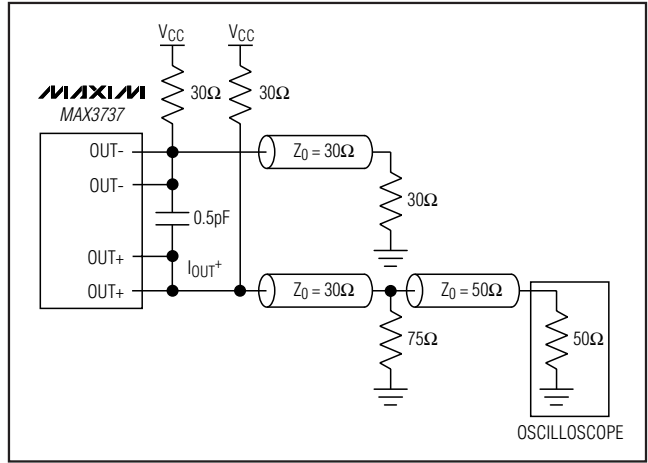 VCC
VCC
30Ω
30Ω
MAXIM
MAX3737
OUT-
OUT-
OUT+
OUT+
0.5pF
IOUT+
Z0 = 30Ω
30Ω
Z0 = 30Ω
Z0 = 50Ω
75Ω
50Ω
OSCILLOSCOPE